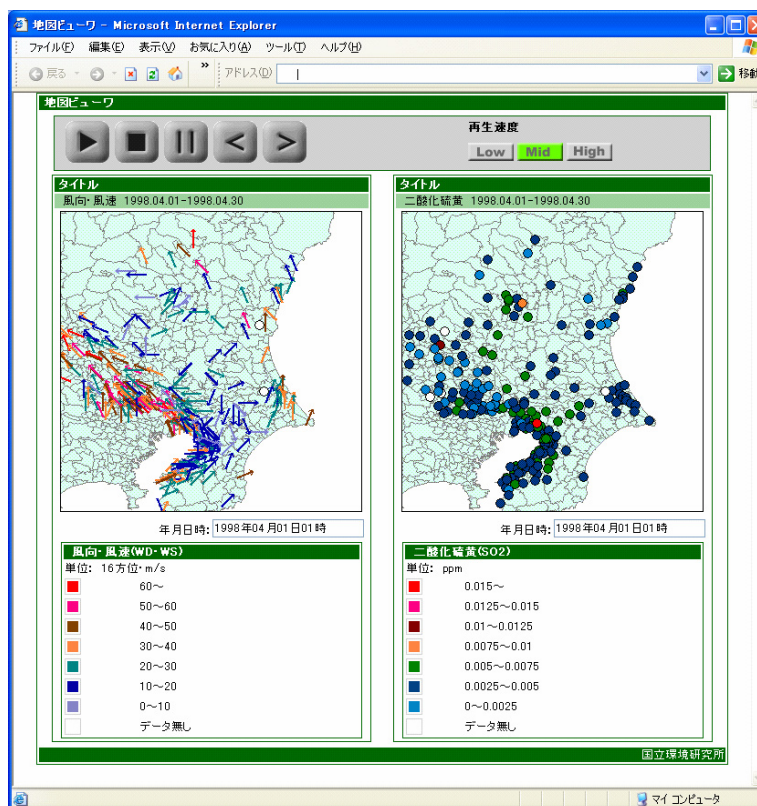 地図ビューワ - Microsoft Internet Explorer
ファイル(F) 編集(E) 表示(V) お気に入り(A) ツール(T) ヘルプ(H)
戻る » アドレス(D) 移動
地図ビューワ
再生速度
Low Mid High
タイトル
風向・風速 1998.04.01-1998.04.30
年月日時: 1998年04月01日01時
風向・風速(WD・WS)
単位: 16方位・m/s
60～
50～60
40～50
30～40
20～30
10～20
0～10
データ無し
タイトル
二酸化硫黄 1998.04.01-1998.04.30
年月日時: 1998年04月01日01時
二酸化硫黄(SO2)
単位: ppm
0.015～
0.0125～0.015
0.01～0.0125
0.0075～0.01
0.005～0.0075
0.0025～0.005
0～0.0025
データ無し
国立環境研究所
マイ コンピュータ